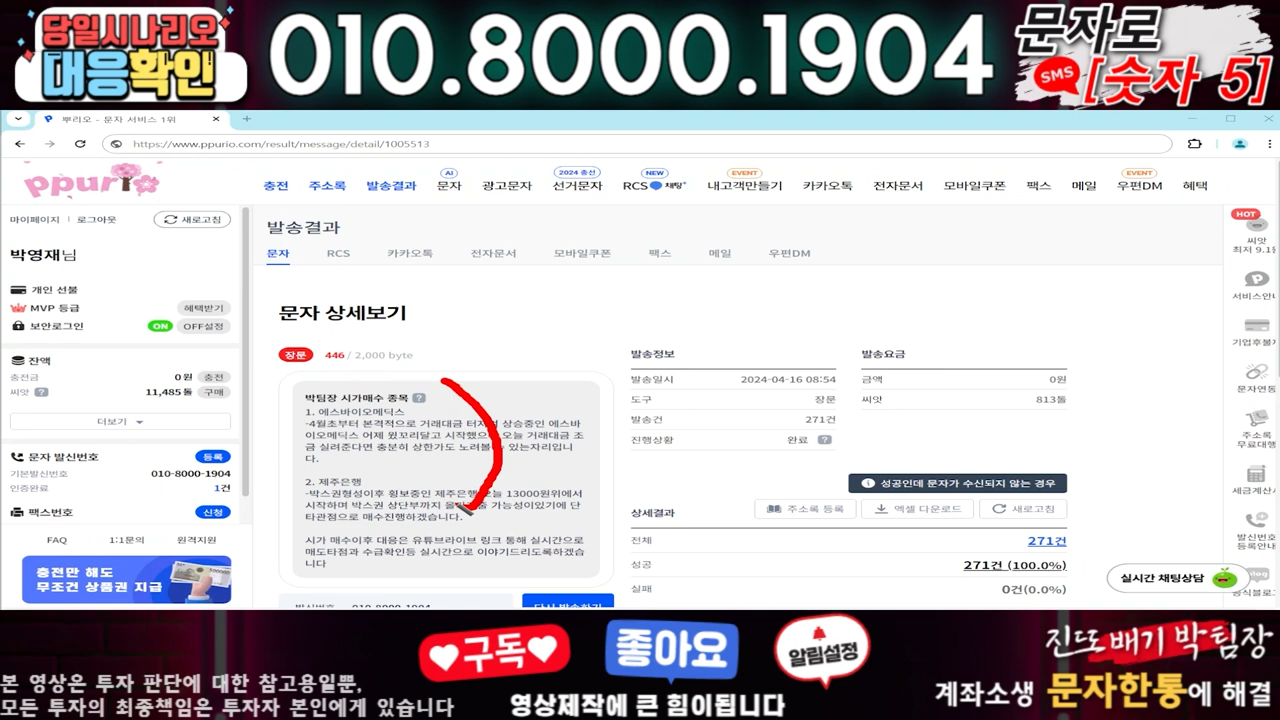 당일시나리오
대응확인
010.8000.1904
문자로
SMS [숫자 5]
뿌리오 - 문자 서비스 1위
https://www.ppurio.com/result/message/detail/1005513
ppurio
AI
2024 총선
NEW
EVENT
EVENT
충전 주소록 발송결과 문자 광고문자 선거문자 RCS 채팅+ 내고객만들기 카카오톡 전자문서 모바일쿠폰 팩스 메일 우편DM 혜택
마이페이지 로그아웃 새로고침
박영재님
개인 선불
MVP 등급 혜택받기
보안로그인 ON OFF설정
잔액
충전금 0원 충전
씨앗 ? 11,485톨 구매
더보기
문자 발신번호 등록
기본발신번호 010-8000-1904
인증완료 1건
팩스번호 신청
FAQ 1:1문의 원격지원
충전만 해도
무조건 상품권 지급
발송결과
문자 RCS 카카오톡 전자문서 모바일쿠폰 팩스 메일 우편DM
문자 상세보기
장문 446 / 2,000 byte
박팀장 시가매수 종목 ?
1. 에스바이오메딕스
-4월초부터 본격적으로 거래대금 터지며 상승중인 에스바
이오메딕스 어제 윗꼬리달고 시작했으 오늘 거래대금 조
금 실려준다면 충분히 상한가도 노려볼 있는자리입니
다.
2. 제주은행
-박스권형성이후 횡보중인 제주은행 오늘 13000원위에서
시작하며 박스권 상단부까지 가능성이있기에 단
타관점으로 매수진행하겠습니다.
시가 매수이후 대응은 유튜브라이브 링크 통해 실시간으로
매도타점과 수급확인등 실시간으로 이야기드리도록하겠습
니다
발신번호 010-8000-1904 다시 발송하기
발송정보
발송일시 2024-04-16 08:54
도구 장문
발송건 271건
진행상황 완료 ?
발송요금
금액 0원
씨앗 813톨
성공인데 문자가 수신되지 않는 경우
상세결과 주소록 등록 엑셀 다운로드 새로고침
전체 271건
성공 271건 (100.0%)
실패 0건(0.0%)
HOT
씨앗
최저 9.1
서비스안
기업후불
문자연동
주소록
무료대행
세금계산
발신번호
등록안내
실시간 채팅상담
본 영상은 투자 판단에 대한 참고용일뿐,
모든 투자의 최종책임은 투자자 본인에게 있습니다
구독
좋아요
알림설정
영상제작에 큰 힘이됩니다
진또배기 박팀장
계좌소생 문자한통에 해결